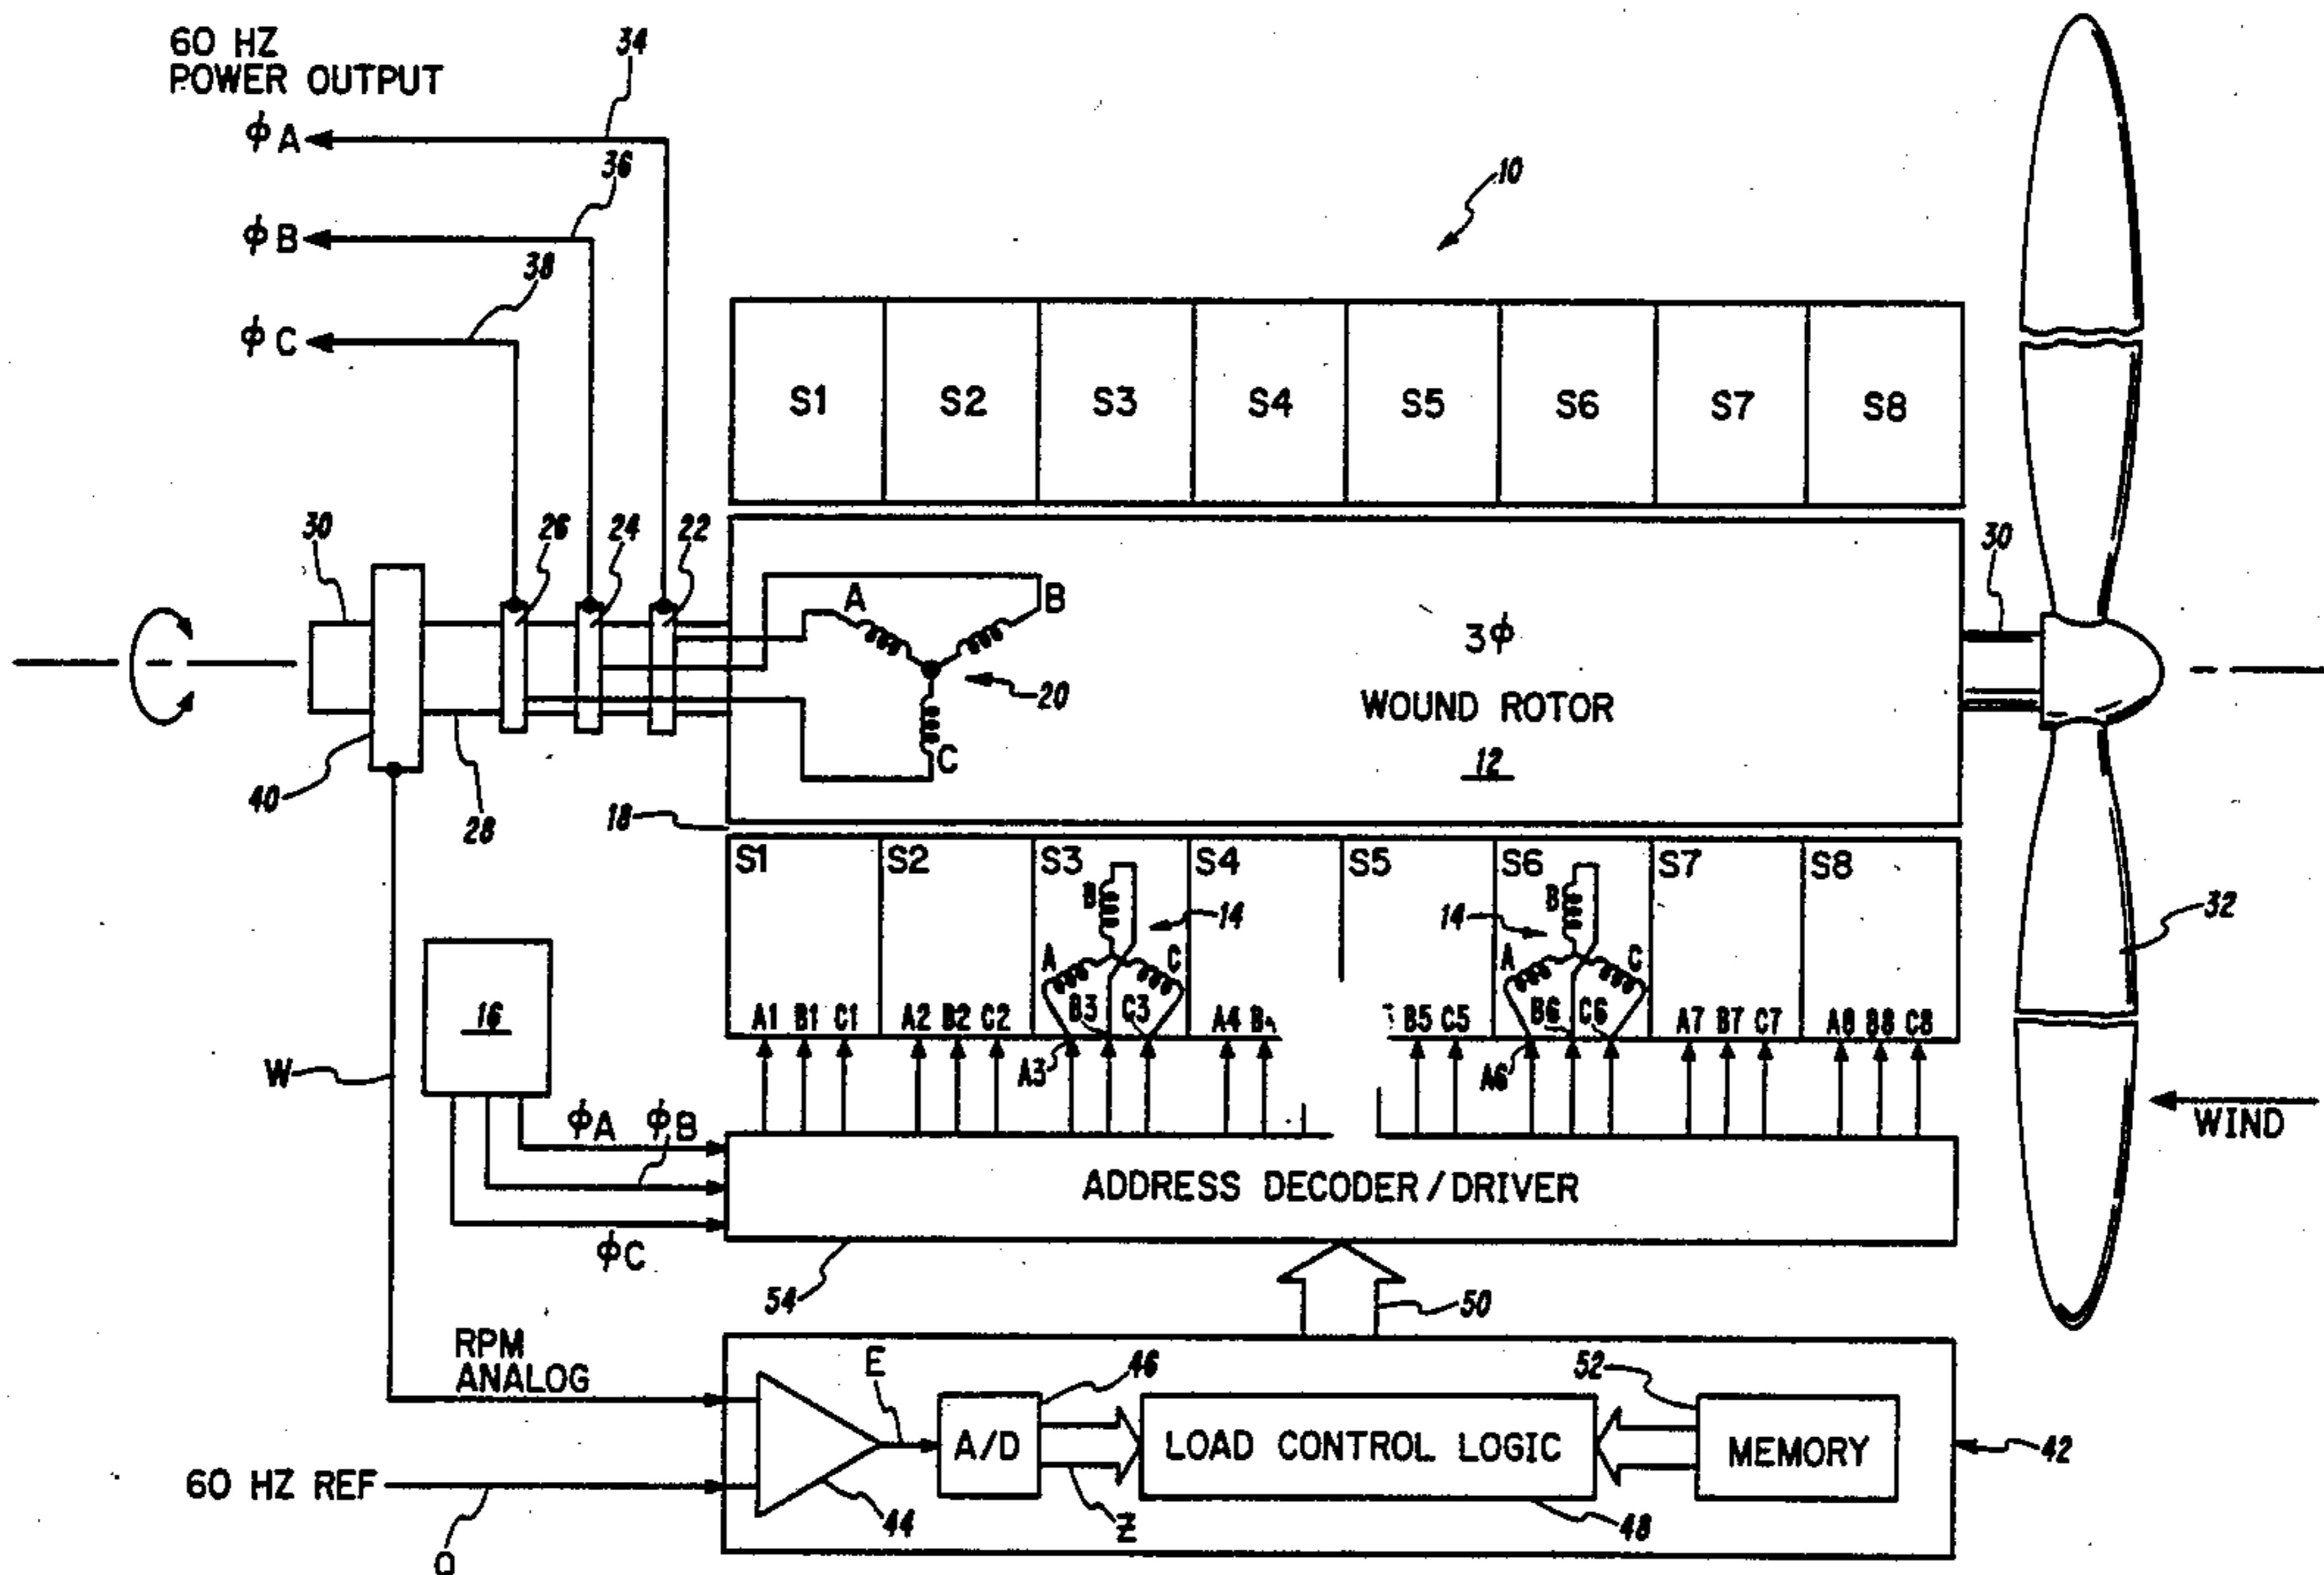 60 HZ
POWER OUTPUT
34
φA
36
φB
38
φC
10
S1 S2 S3 S4 S5 S6 S7 S8
30 26 24 22
30
A B
3φ
20
WOUND ROTOR
C
12
40
28
18
S1 S2 S3 S4 S5 S6 S7 S8
B 14 14 B
32
A C A C
16
A1 B1 C1 A2 B2 C2 B3 C3 A4 B5 C5 B6 C6 A7 B7 C7 A8 B8 C8
W
A3 A6
φA φB
WIND
ADDRESS DECODER/DRIVER
φC
54
50
RPM
ANALOG
E
46
52
A/D
LOAD CONTROL LOGIC
MEMORY
42
60 HZ REF
44
Z
48
Q